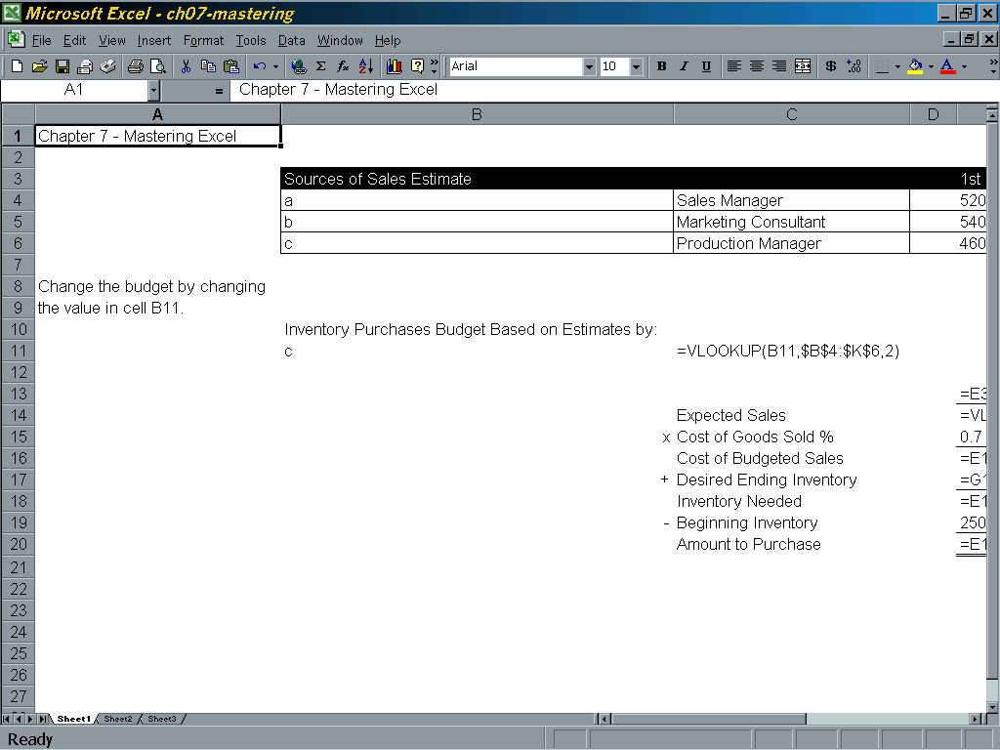 Microsoft Excel - ch07-mastering
File Edit View Insert Format Tools Data Window Help
Arial 10 B I U $
A1 = Chapter 7 - Mastering Excel
A B C D
1 Chapter 7 - Mastering Excel
2
3 Sources of Sales Estimate 1st
4 a Sales Manager 520
5 b Marketing Consultant 540
6 c Production Manager 460
7
8 Change the budget by changing
9 the value in cell B11.
10 Inventory Purchases Budget Based on Estimates by:
11 c =VLOOKUP(B11,$B$4:$K$6,2)
12
13 =E3
14 Expected Sales =VL
15 x Cost of Goods Sold % 0.7
16 Cost of Budgeted Sales =E1
17 + Desired Ending Inventory =G1
18 Inventory Needed =E1
19 - Beginning Inventory 250
20 Amount to Purchase =E1
21
22
23
24
25
26
27
Sheet1 Sheet2 Sheet3
Ready